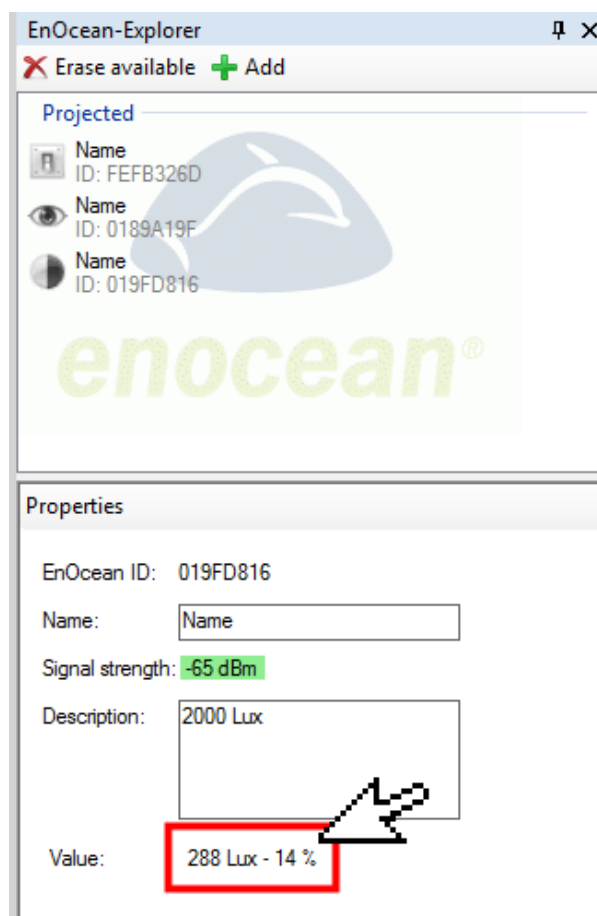 EnOcean-Explorer
Erase available Add
Projected
Name
ID: FEFB326D
Name
ID: 0189A19F
Name
ID: 019FD816
enocean®
Properties
EnOcean ID: 019FD816
Name: Name
Signal strength: -65 dBm
Description: 2000 Lux
Value: 288 Lux - 14 %